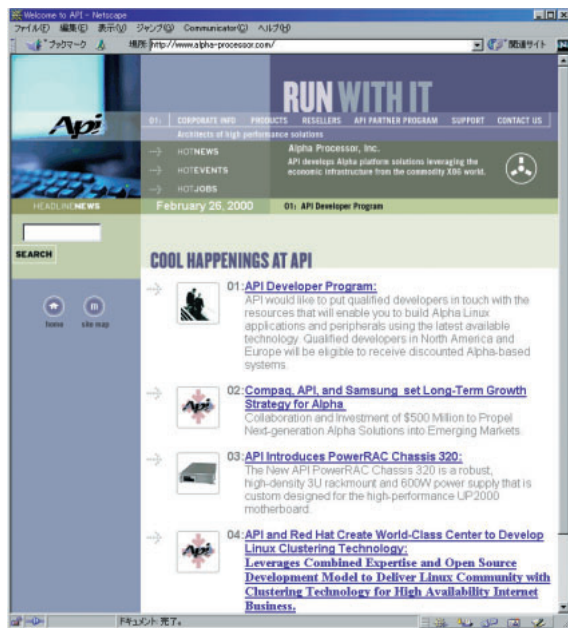 Welcome to API - Netscape
ファイル(F) 編集(E) 表示(V) ジャンプ(G) Communicator(C) ヘルプ(H)
ブックマーク 場所: http://www.alpha-processor.com/ 関連サイト
RUN WITH IT
Api
01: CORPORATE INFO PRODUCTS RESELLERS API PARTNER PROGRAM SUPPORT CONTACT US
Architects of high performance solutions
HOTNEWS
HOTEVENTS
HOTJOBS
Alpha Processor, Inc.
API develops Alpha platform solutions leveraging the
economic infrastructure from the commodity X86 world.
HEADLINENEWS February 26, 2000 01: API Developer Program
SEARCH
home site map
COOL HAPPENINGS AT API
01: API Developer Program:
API would like to put qualified developers in touch with the
resources that will enable you to build Alpha Linux
applications and peripherals using the latest available
technology. Qualified developers in North America and
Europe will be eligible to receive discounted Alpha-based
systems.
Api
02: Compaq, API, and Samsung set Long-Term Growth
Strategy for Alpha
Collaboration and Investment of $500 Million to Propel
Next-generation Alpha Solutions into Emerging Markets.
03: API Introduces PowerRAC Chassis 320:
The New API PowerRAC Chassis 320 is a robust,
high-density 3U rackmount and 600W power supply that is
custom designed for the high-performance UP2000
motherboard.
Api
04: API and Red Hat Create World-Class Center to Develop
Linux Clustering Technology:
Leverages Combined Expertise and Open Source
Development Model to Deliver Linux Community with
Clustering Technology for High Availability Internet
Business.
ドキュメント: 完了。